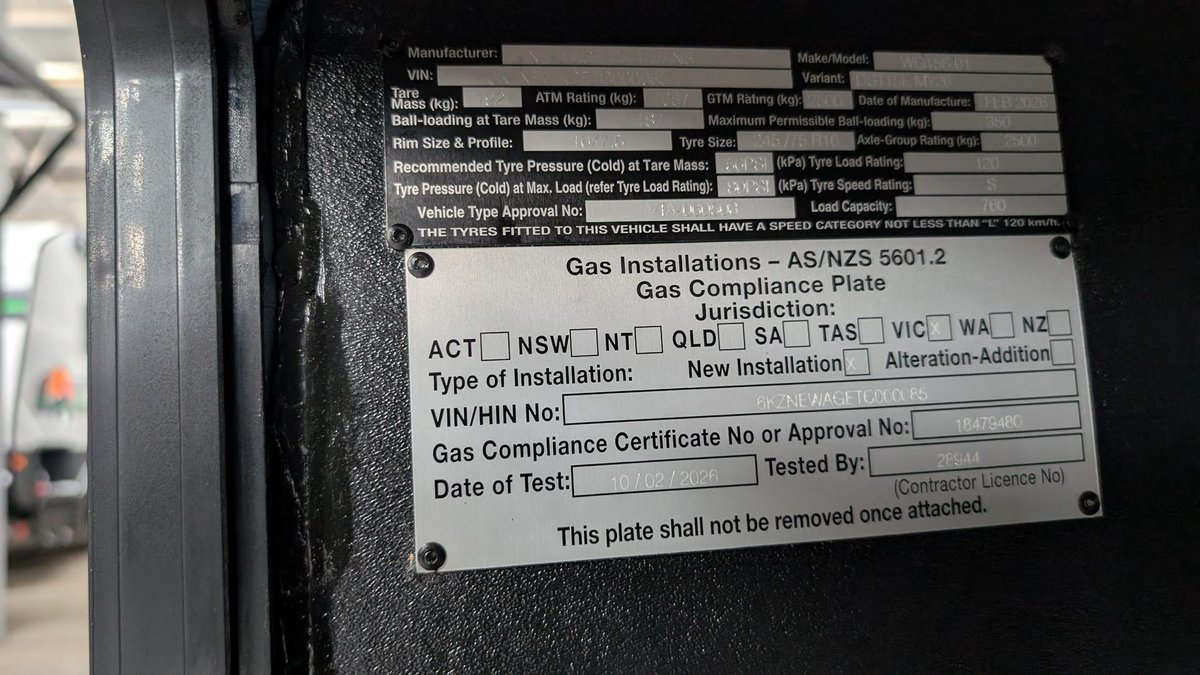 Manufacturer: Make/Model:
VIN: Variant:
Tare Mass (kg): ATM Rating (kg): GTM Rating (kg): 2500 Date of Manufacture: FEB 2026
Ball-loading at Tare Mass (kg): Maximum Permissible Ball-loading (kg): 350
Rim Size & Profile: Tyre Size: 245 /75 R16 Axle-Group Rating (kg): 2500
Recommended Tyre Pressure (Cold) at Tare Mass: (kPa) Tyre Load Rating: 120
Tyre Pressure (Cold) at Max. Load (refer Tyre Load Rating): (kPa) Tyre Speed Rating: S
Vehicle Type Approval No: Load Capacity: 760
THE TYRES FITTED TO THIS VEHICLE SHALL HAVE A SPEED CATEGORY NOT LESS THAN "L" 120 km/h.
Gas Installations – AS/NZS 5601.2
Gas Compliance Plate
Jurisdiction:
ACT NSW NT QLD SA TAS VIC x WA NZ
Type of Installation: New Installation x Alteration-Addition
VIN/HIN No: 6KZNEWAGETC000085
Gas Compliance Certificate No or Approval No: 18479480
Date of Test: 10 / 02 / 2026 Tested By: 28944
(Contractor Licence No)
This plate shall not be removed once attached.